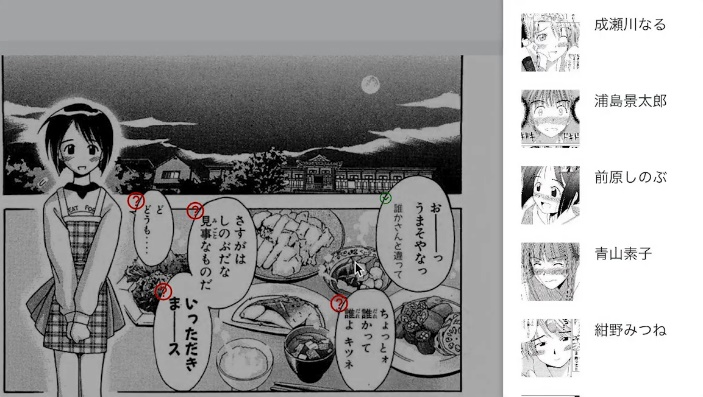 おーーっ
うまそやなっ
誰かさんと違って
ちょっとォ
誰かって
誰よ キツネ
さすがは
しのぶだな
見事なものだ
ど
どうも・・・・
いっただき
まース
EAT FOO
成瀬川なる
浦島景太郎
前原しのぶ
青山素子
紺野みつね